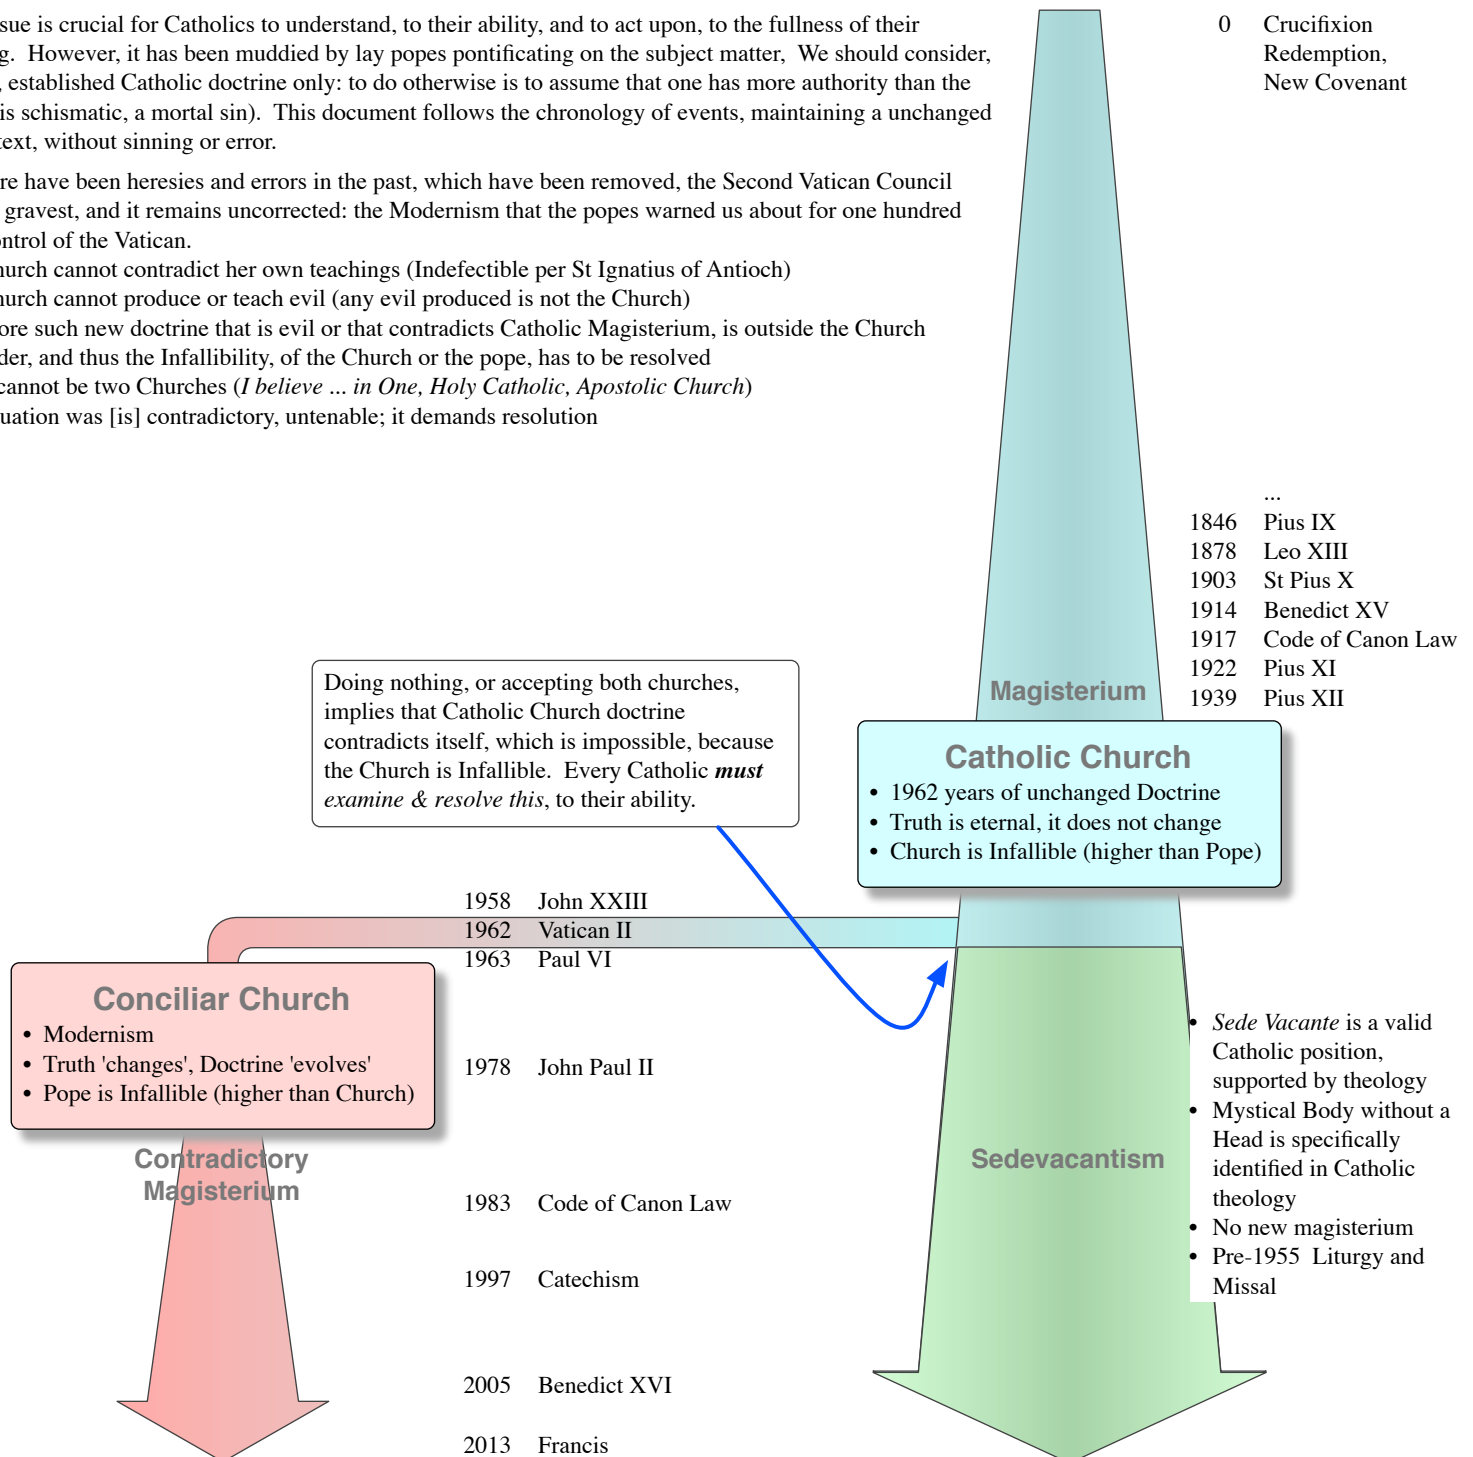 sue is crucial for Catholics to understand, to their ability, and to act upon, to the fullness of their
g. However, it has been muddied by lay popes pontificating on the subject matter, We should consider,
, established Catholic doctrine only: to do otherwise is to assume that one has more authority than the
is schismatic, a mortal sin). This document follows the chronology of events, maintaining a unchanged
text, without sinning or error.
re have been heresies and errors in the past, which have been removed, the Second Vatican Council
gravest, and it remains uncorrected: the Modernism that the popes warned us about for one hundred
ontrol of the Vatican.
hurch cannot contradict her own teachings (Indefectible per St Ignatius of Antioch)
hurch cannot produce or teach evil (any evil produced is not the Church)
ore such new doctrine that is evil or that contradicts Catholic Magisterium, is outside the Church
der, and thus the Infallibility, of the Church or the pope, has to be resolved
cannot be two Churches (I believe ... in One, Holy Catholic, Apostolic Church)
uation was [is] contradictory, untenable; it demands resolution
0 Crucifixion
Redemption,
New Covenant
...
1846 Pius IX
1878 Leo XIII
1903 St Pius X
1914 Benedict XV
1917 Code of Canon Law
1922 Pius XI
1939 Pius XII
Magisterium
Doing nothing, or accepting both churches,
implies that Catholic Church doctrine
contradicts itself, which is impossible, because
the Church is Infallible. Every Catholic must
examine & resolve this, to their ability.
Catholic Church
• 1962 years of unchanged Doctrine
• Truth is eternal, it does not change
• Church is Infallible (higher than Pope)
1958 John XXIII
1962 Vatican II
1963 Paul VI
Conciliar Church
• Modernism
• Truth 'changes', Doctrine 'evolves'
• Pope is Infallible (higher than Church)
Contradictory
Magisterium
1978 John Paul II
1983 Code of Canon Law
1997 Catechism
2005 Benedict XVI
2013 Francis
Sedevacantism
• Sede Vacante is a valid
Catholic position,
supported by theology
• Mystical Body without a
Head is specifically
identified in Catholic
theology
• No new magisterium
• Pre-1955 Liturgy and
Missal